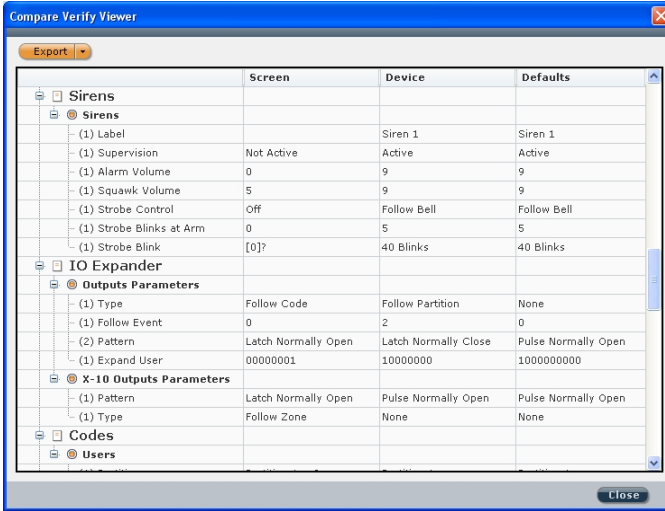 Compare Verify Viewer
Export
Screen Device Defaults
Sirens
Sirens
(1) Label Siren 1 Siren 1
(1) Supervision Not Active Active Active
(1) Alarm Volume 0 9 9
(1) Squawk Volume 5 9 9
(1) Strobe Control Off Follow Bell Follow Bell
(1) Strobe Blinks at Arm 0 5 5
(1) Strobe Blink [0]? 40 Blinks 40 Blinks
IO Expander
Outputs Parameters
(1) Type Follow Code Follow Partition None
(1) Follow Event 0 2 0
(2) Pattern Latch Normally Open Latch Normally Close Pulse Normally Open
(1) Expand User 00000001 10000000 1000000000
X-10 Outputs Parameters
(1) Pattern Latch Normally Open Pulse Normally Open Pulse Normally Open
(1) Type Follow Zone None None
Codes
Users
Close